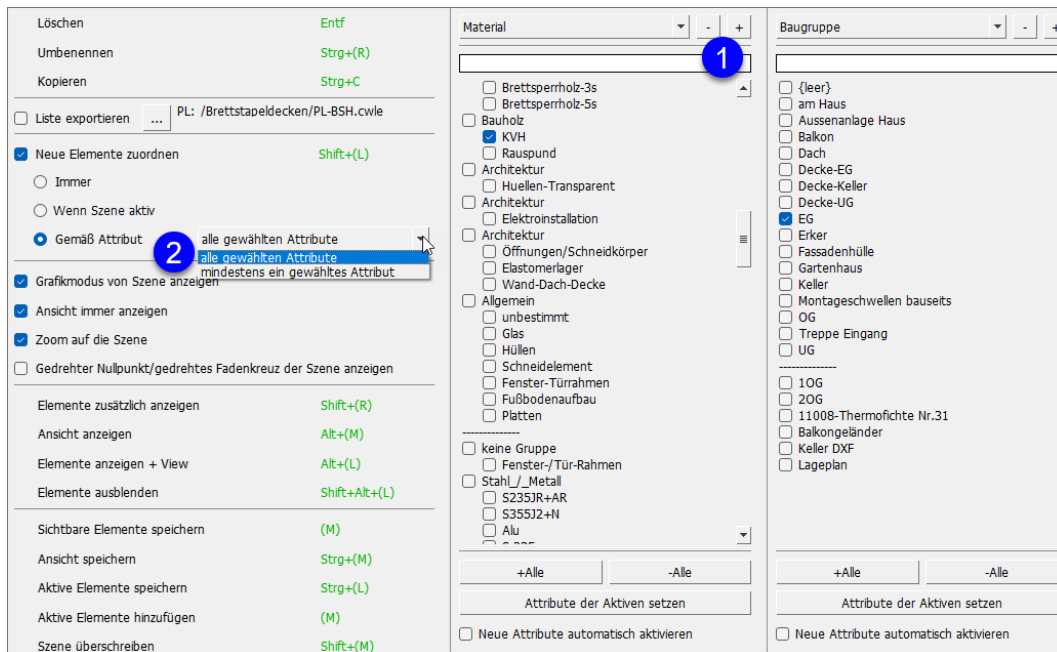 Löschen Entf
Umbenennen Strg+(R)
Kopieren Strg+C
Liste exportieren ... PL: /Brettstapeldecken/PL-BSH.cwle
Neue Elemente zuordnen Shift+(L)
Immer
Wenn Szene aktiv
Gemäß Attribut alle gewählten Attribute
2
alle gewählten Attribute
mindestens ein gewähltes Attribut
Grafikmodus von Szene anzeigen
Ansicht immer anzeigen
Zoom auf die Szene
Gedrehter Nullpunkt/gedrehtes Fadenkreuz der Szene anzeigen
Elemente zusätzlich anzeigen Shift+(R)
Ansicht anzeigen Alt+(M)
Elemente anzeigen + View Alt+(L)
Elemente ausblenden Shift+Alt+(L)
Sichtbare Elemente speichern (M)
Ansicht speichern Strg+(M)
Aktive Elemente speichern Strg+(L)
Aktive Elemente hinzufügen (M)
Szene überschreiben Shift+(M)
Material - +
1
Brettsperrholz-3s
Brettsperrholz-5s
Bauholz
KVH
Rauspund
Architektur
Huellen-Transparent
Architektur
Elektroinstallation
Architektur
Öffnungen/Schneidkörper
Elastomerlager
Wand-Dach-Decke
Allgemein
unbestimmt
Glas
Hüllen
Schneidelement
Fenster-Türrahmen
Fußbodenaufbau
Platten
--------------
keine Gruppe
Fenster-/Tür-Rahmen
Stahl_/_Metall
S235JR+AR
S355J2+N
Alu
+Alle -Alle
Attribute der Aktiven setzen
Neue Attribute automatisch aktivieren
Baugruppe - +
{leer}
am Haus
Aussenanlage Haus
Balkon
Dach
Decke-EG
Decke-Keller
Decke-UG
EG
Erker
Fassadenhülle
Gartenhaus
Keller
Montageschwellen bauseits
OG
Treppe Eingang
UG
--------------
1OG
2OG
11008-Thermofichte Nr.31
Balkongeländer
Keller DXF
Lageplan
+Alle -Alle
Attribute der Aktiven setzen
Neue Attribute automatisch aktivieren